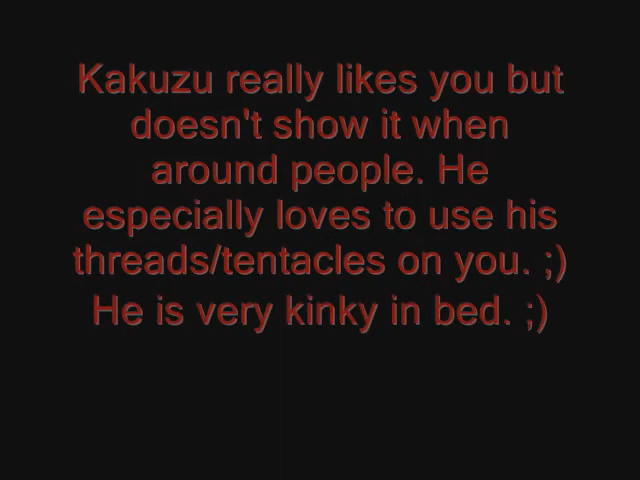 Kakuzu really likes you but
doesn't show it when
around people. He
especially loves to use his
threads/tentacles on you. ;)
He is very kinky in bed. ;)